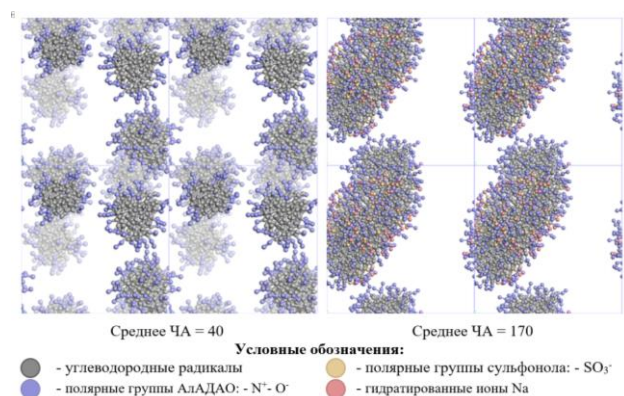 Среднее ЧА = 40
Среднее ЧА = 170
Условные обозначения:
- углеводородные радикалы
- полярные группы сульфонола: - SO₃⁻
- полярные группы АлАДАО: - N⁺- O⁻
- гидратированные ионы Na